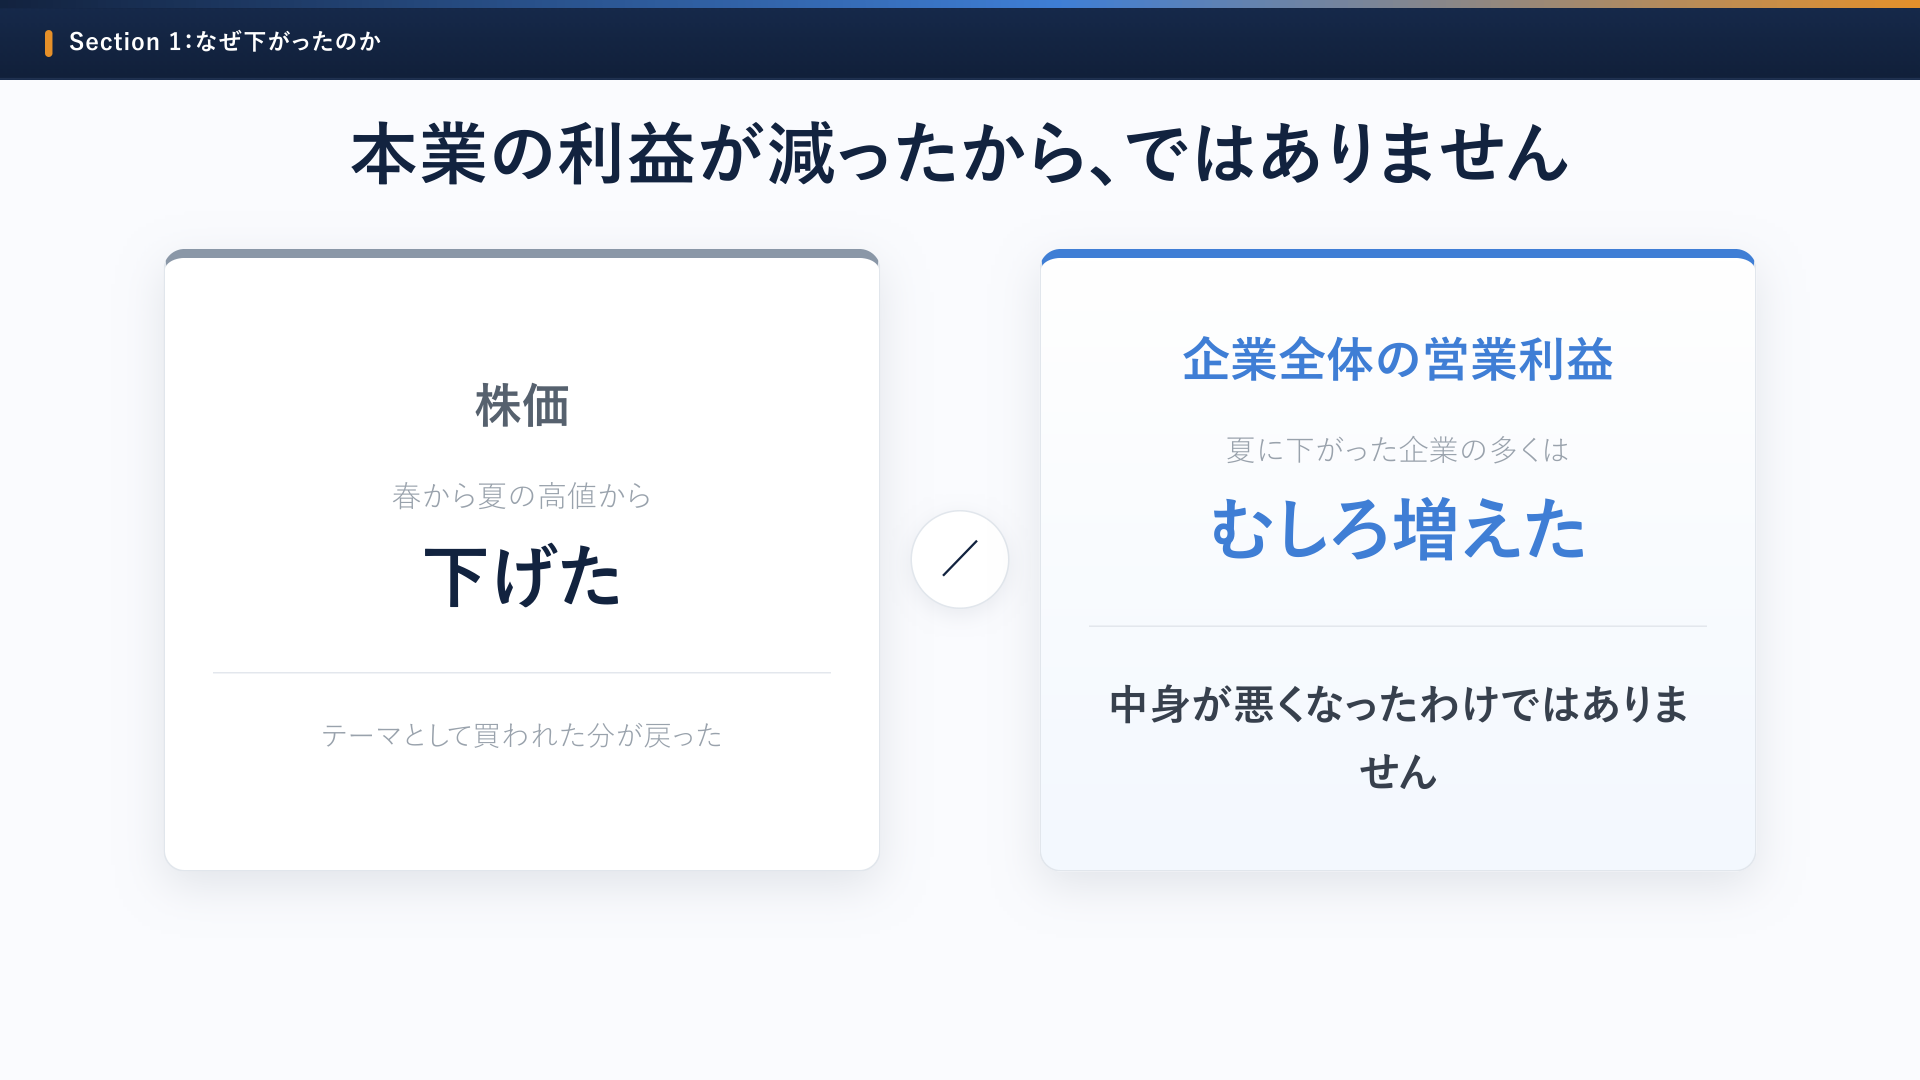 Section 1：なぜ下がったのか
本業の利益が減ったから、ではありません
株価
春から夏の高値から
下げた
テーマとして買われた分が戻った
／
企業全体の営業利益
夏に下がった企業の多くは
むしろ増えた
中身が悪くなったわけではありま
せん